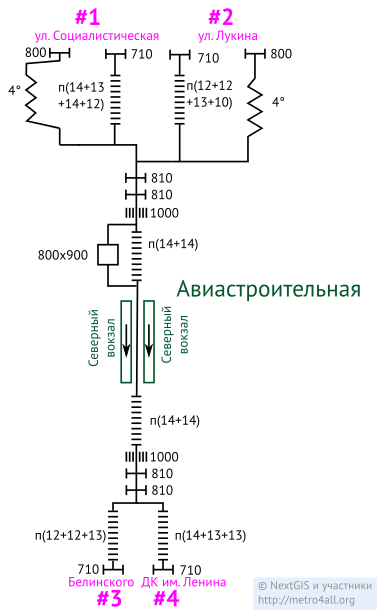 #1
#2
ул. Социалистическая
ул. Лукина
800
710
710
800
4°
п(14+13
+14+12)
п(12+12
+13+10)
4°
810
810
1000
800x900
п(14+14)
Авиастроительная
Северный
вокзал
Северный
вокзал
п(14+14)
1000
810
810
п(12+12+13)
п(14+13+13)
710
710
Белинского
ДК им. Ленина
#3
#4
© NextGIS и участники
http://metro4all.org